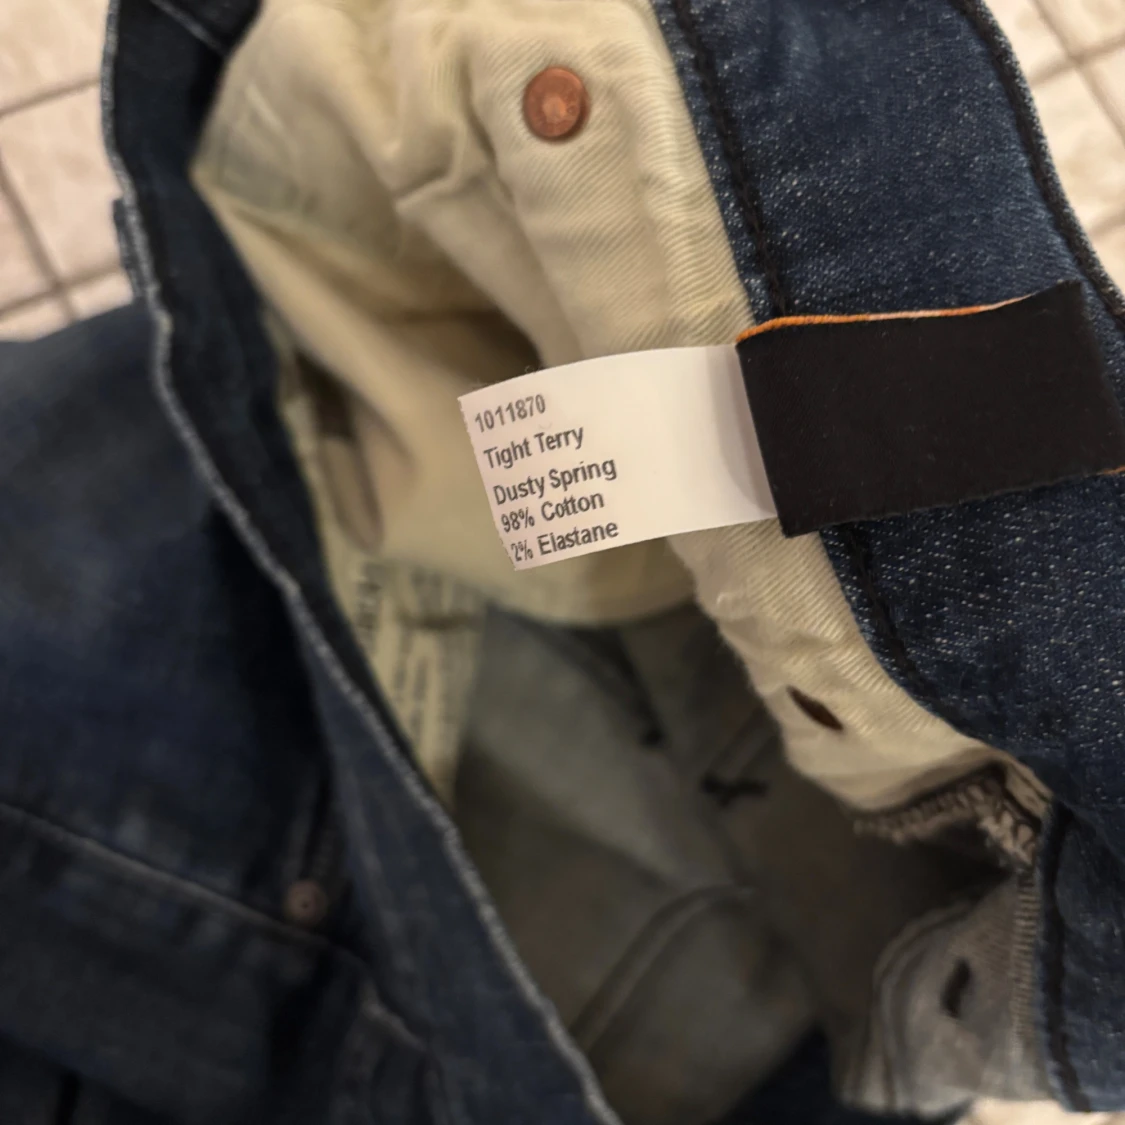 1011870
Tight Terry
Dusty Spring
98% Cotton
2% Elastane